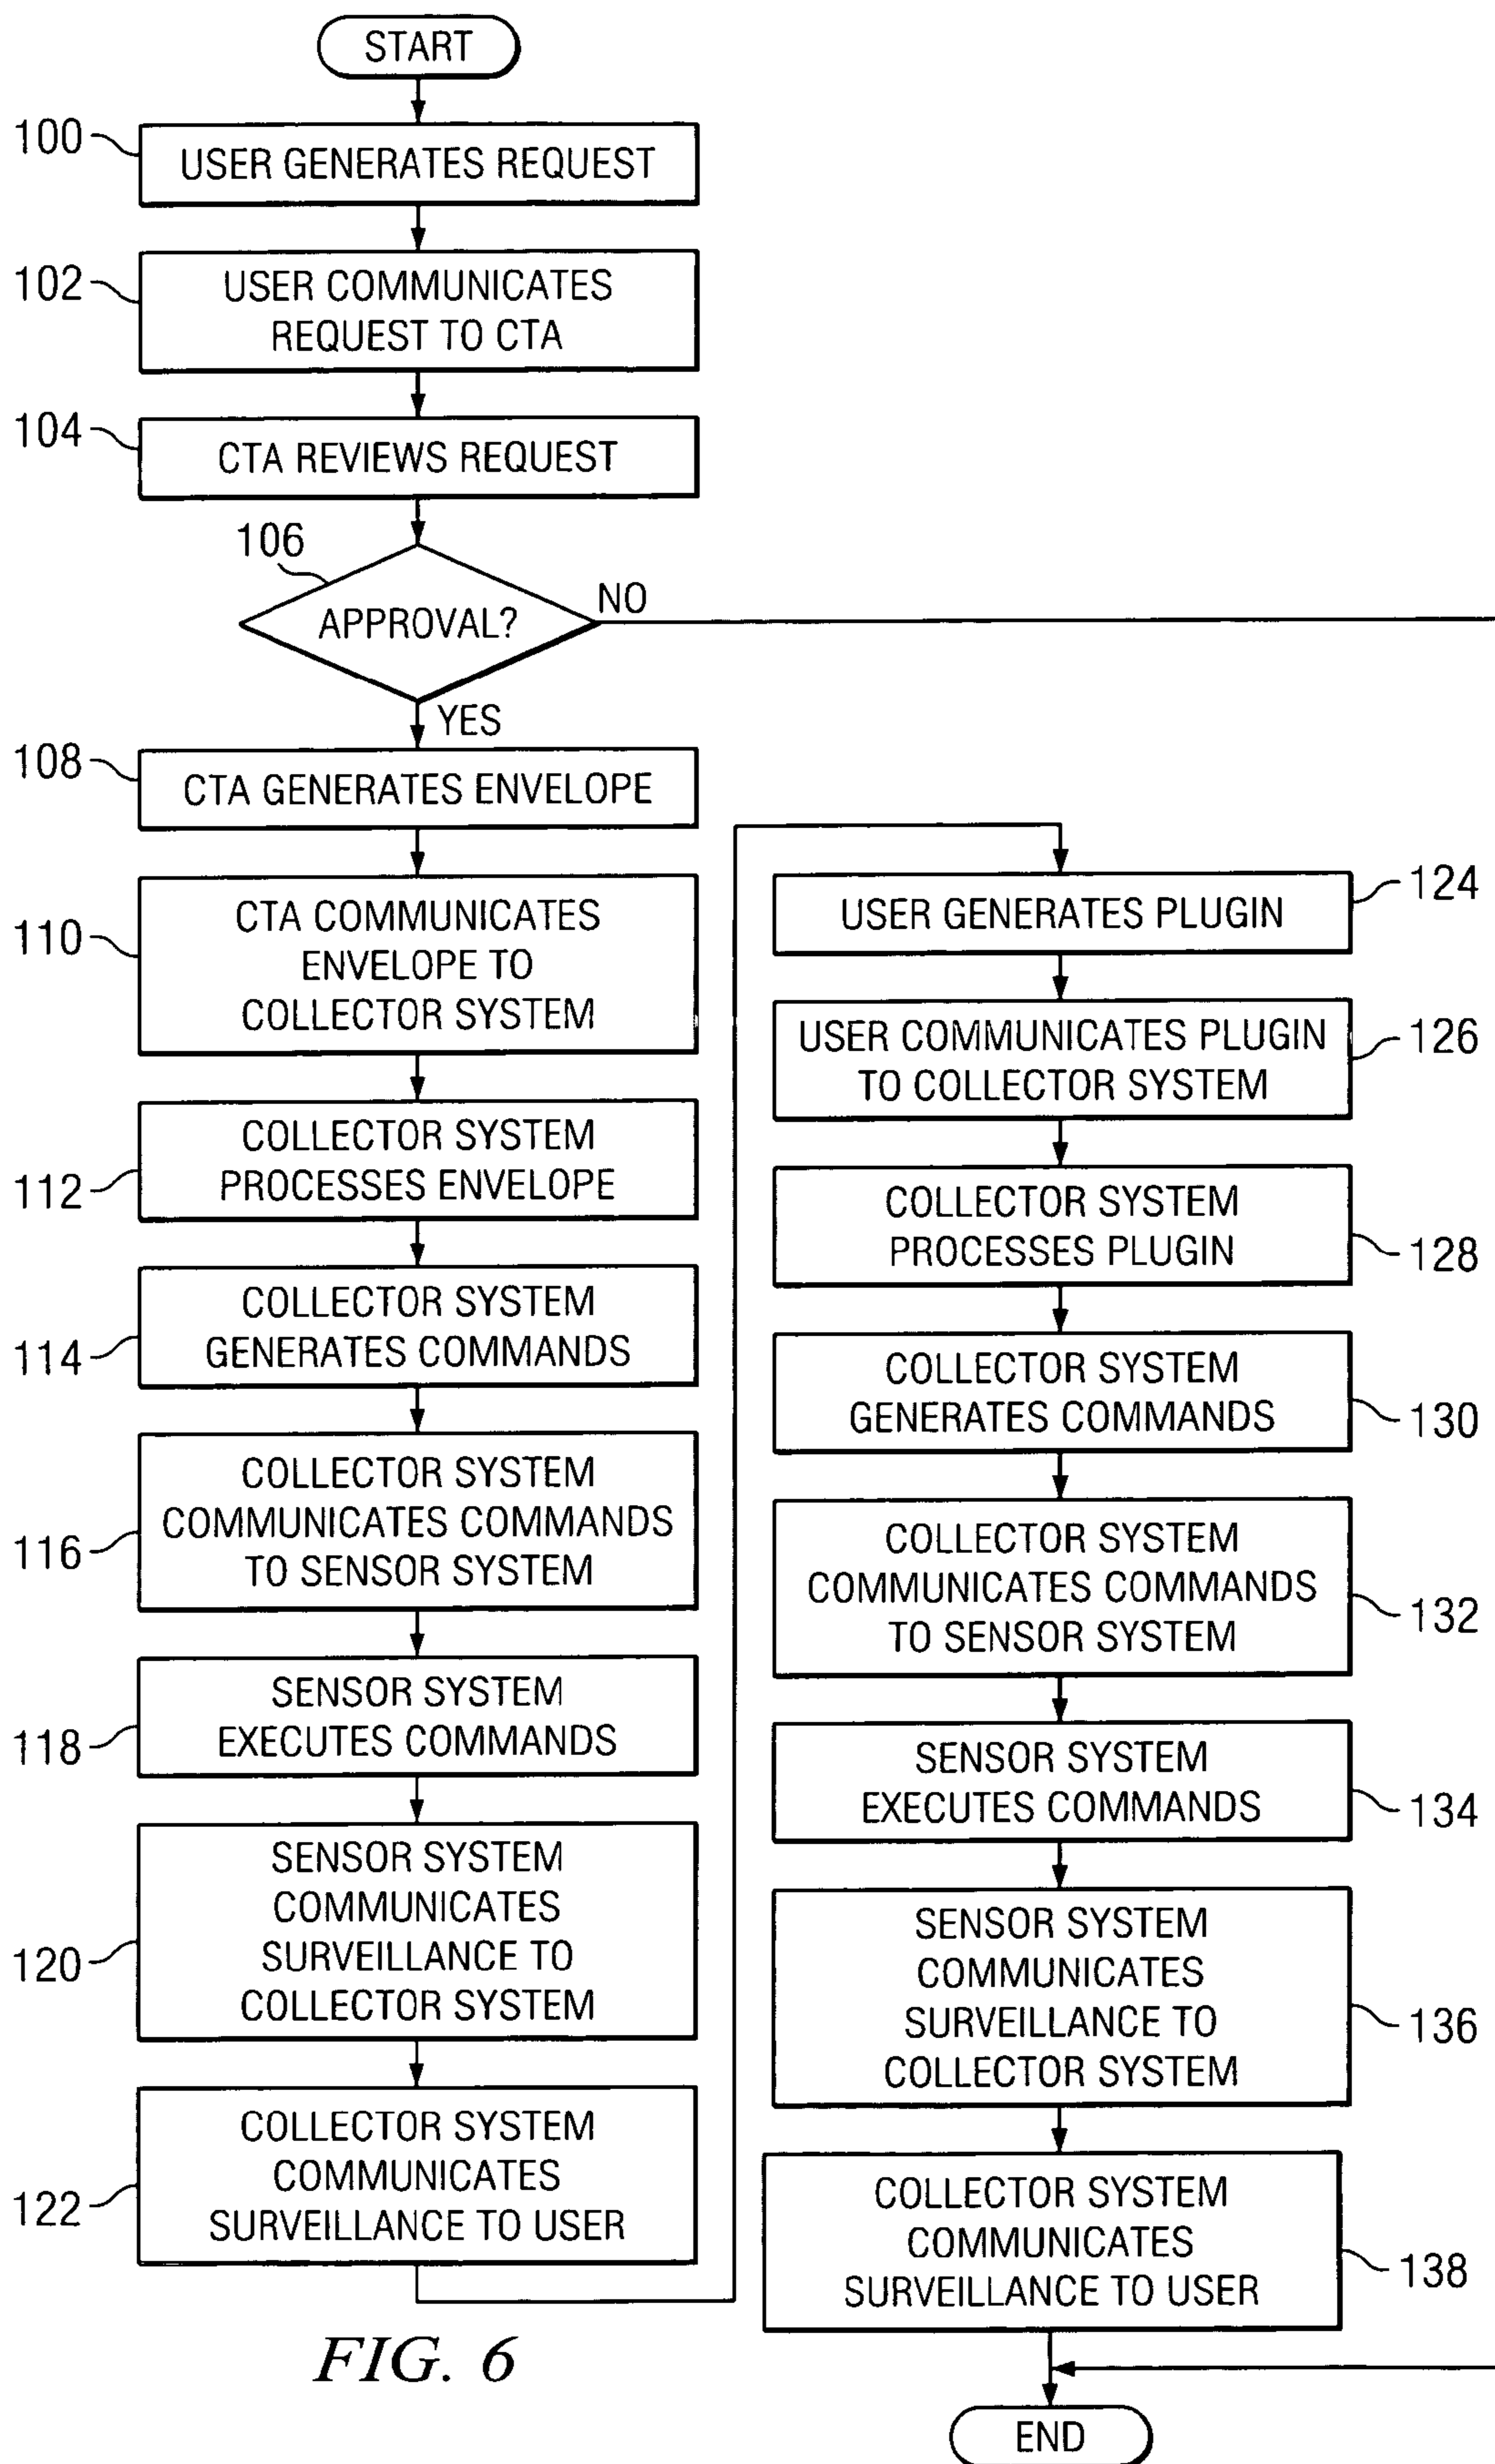 START
100
USER GENERATES REQUEST
102
USER COMMUNICATES
REQUEST TO CTA
104
CTA REVIEWS REQUEST
106
APPROVAL?
NO
YES
108
CTA GENERATES ENVELOPE
110
CTA COMMUNICATES
ENVELOPE TO
COLLECTOR SYSTEM
112
COLLECTOR SYSTEM
PROCESSES ENVELOPE
114
COLLECTOR SYSTEM
GENERATES COMMANDS
116
COLLECTOR SYSTEM
COMMUNICATES COMMANDS
TO SENSOR SYSTEM
118
SENSOR SYSTEM
EXECUTES COMMANDS
120
SENSOR SYSTEM
COMMUNICATES
SURVEILLANCE TO
COLLECTOR SYSTEM
122
COLLECTOR SYSTEM
COMMUNICATES
SURVEILLANCE TO USER
124
USER GENERATES PLUGIN
126
USER COMMUNICATES PLUGIN
TO COLLECTOR SYSTEM
128
COLLECTOR SYSTEM
PROCESSES PLUGIN
130
COLLECTOR SYSTEM
GENERATES COMMANDS
132
COLLECTOR SYSTEM
COMMUNICATES COMMANDS
TO SENSOR SYSTEM
134
SENSOR SYSTEM
EXECUTES COMMANDS
136
SENSOR SYSTEM
COMMUNICATES
SURVEILLANCE TO
COLLECTOR SYSTEM
138
COLLECTOR SYSTEM
COMMUNICATES
SURVEILLANCE TO USER
END
FIG. 6